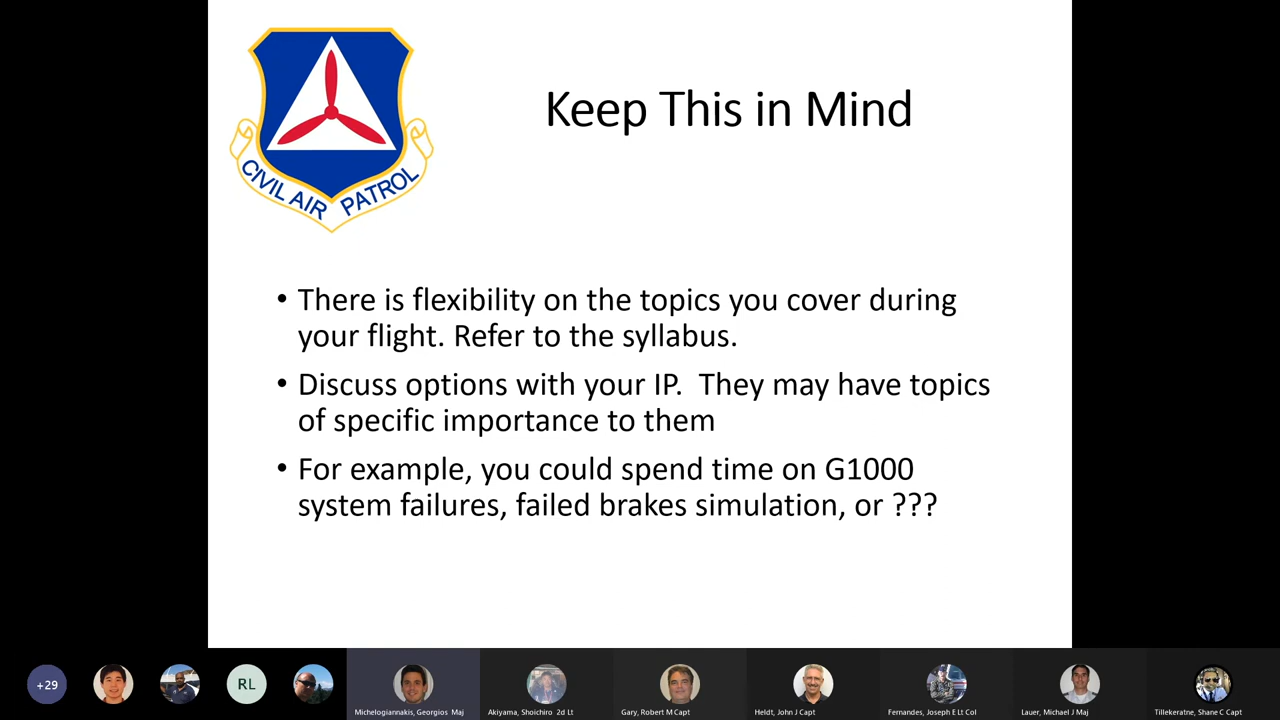 CIVIL AIR PATROL
Keep This in Mind
• There is flexibility on the topics you cover during
your flight. Refer to the syllabus.
• Discuss options with your IP.  They may have topics
of specific importance to them
• For example, you could spend time on G1000
system failures, failed brakes simulation, or ???
+29
RL
Michelogiannakis, Georgios Maj
Akiyama, Shoichiro 2d Lt
Gary, Robert M Capt
Heldt, John J Capt
Fernandes, Joseph E Lt Col
Lauer, Michael J Maj
Tillekeratne, Shane C Capt